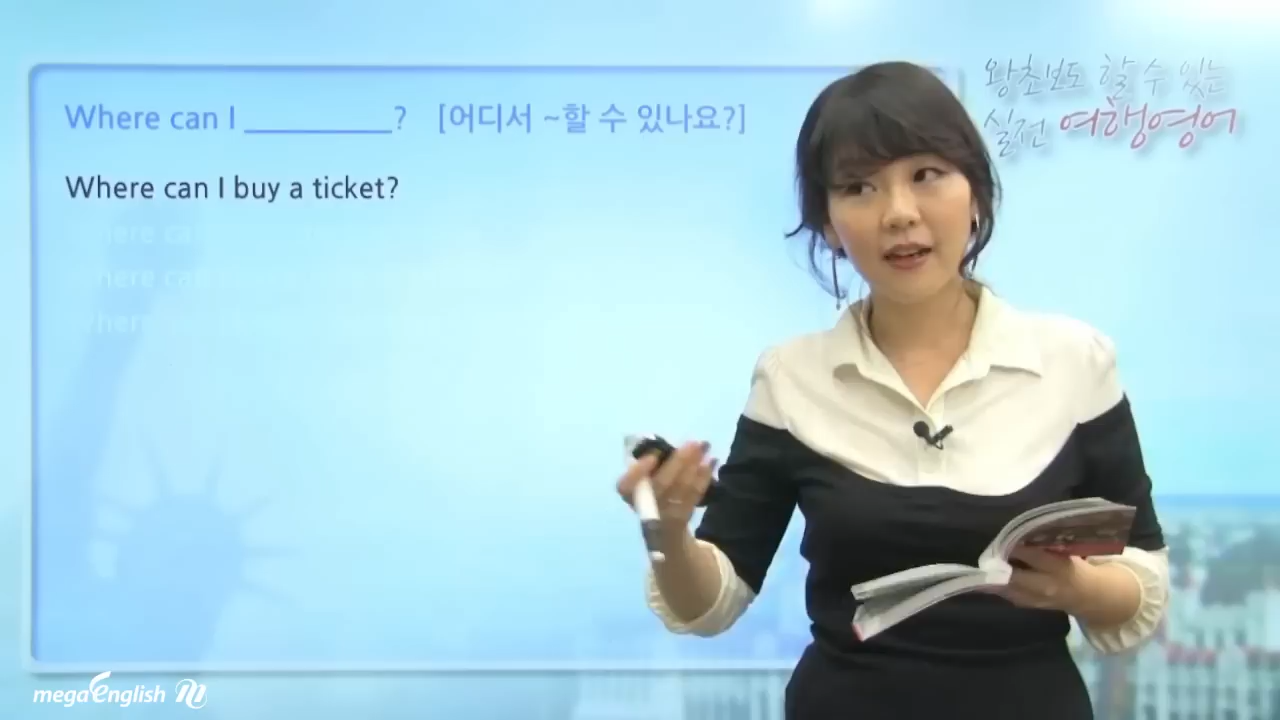 Where can I ________? [어디서 ~할 수 있나요?]
Where can I buy a ticket?
왕초보도 할 수 있는
실전 여행영어
megaEnglish m